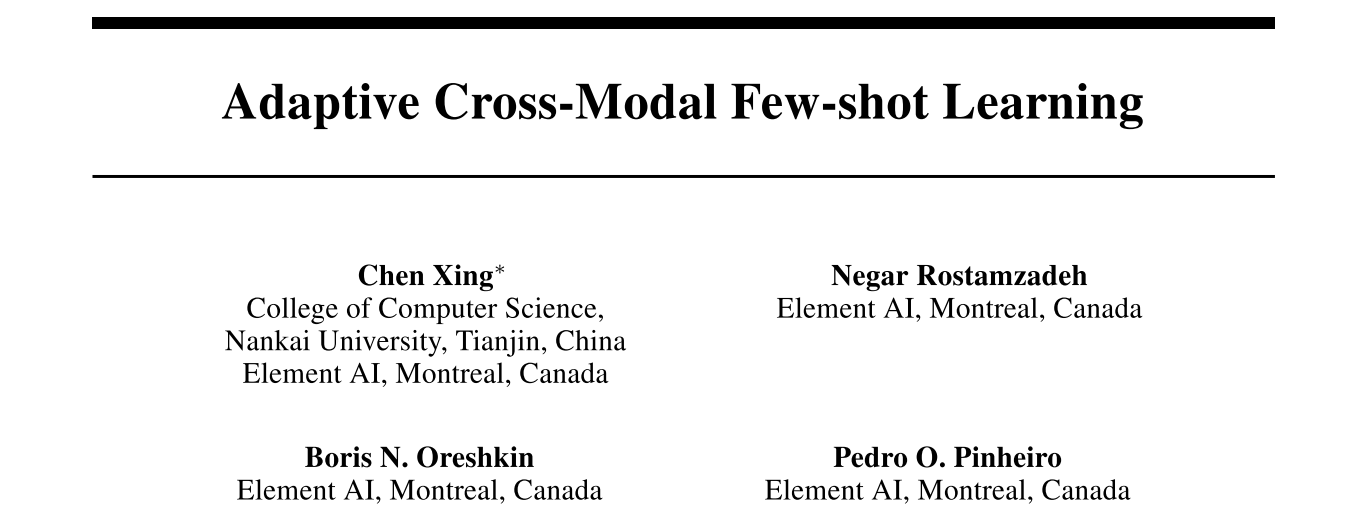 Adaptive Cross-Modal Few-shot Learning
Chen Xing*
College of Computer Science,
Nankai University, Tianjin, China
Element AI, Montreal, Canada
Negar Rostamzadeh
Element AI, Montreal, Canada
Boris N. Oreshkin
Element AI, Montreal, Canada
Pedro O. Pinheiro
Element AI, Montreal, Canada